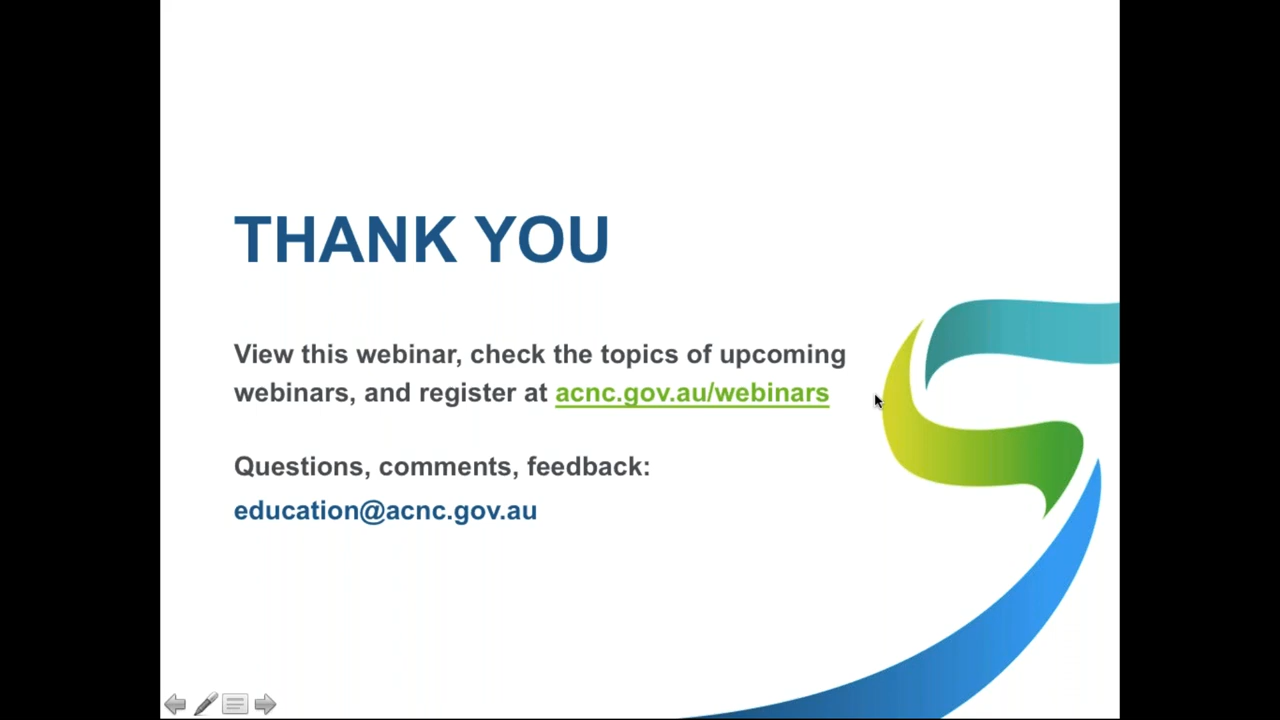 THANK YOU
View this webinar, check the topics of upcoming
webinars, and register at acnc.gov.au/webinars
Questions, comments, feedback:
education@acnc.gov.au